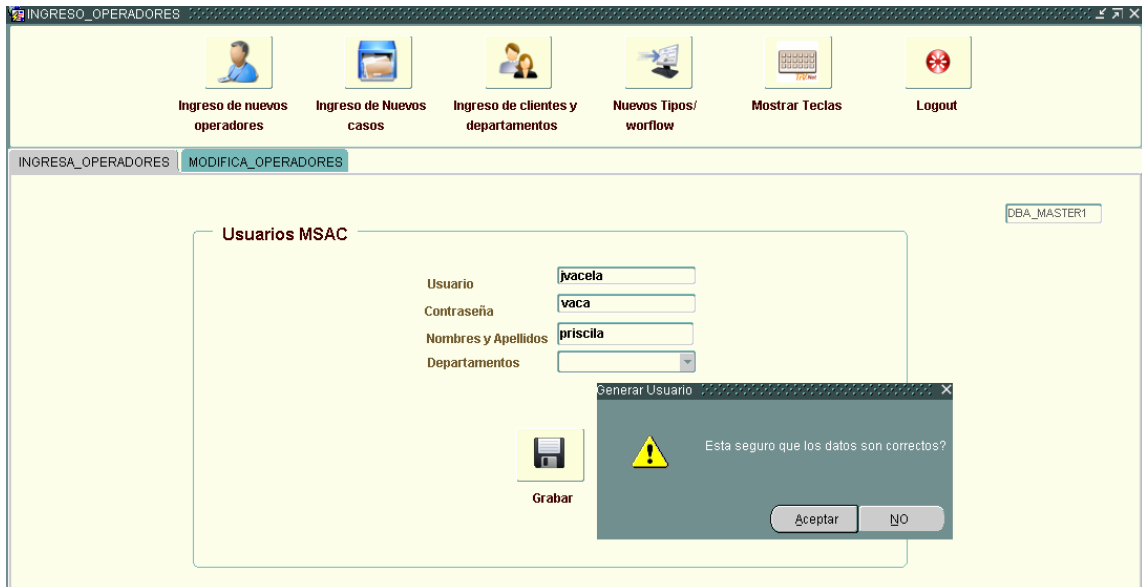 INGRESO_OPERADORES
Ingreso de nuevos operadores
Ingreso de Nuevos casos
Ingreso de clientes y departamentos
Nuevos Tipos/ worflow
Mostrar Teclas
Logout
INGRESA_OPERADORES
MODIFICA_OPERADORES
DBA_MASTER1
Usuarios MSAC
Usuario jvacela
Contraseña vaca
Nombres y Apellidos priscila
Departamentos
Generar Usuario
Esta seguro que los datos son correctos?
Aceptar
NO
Grabar